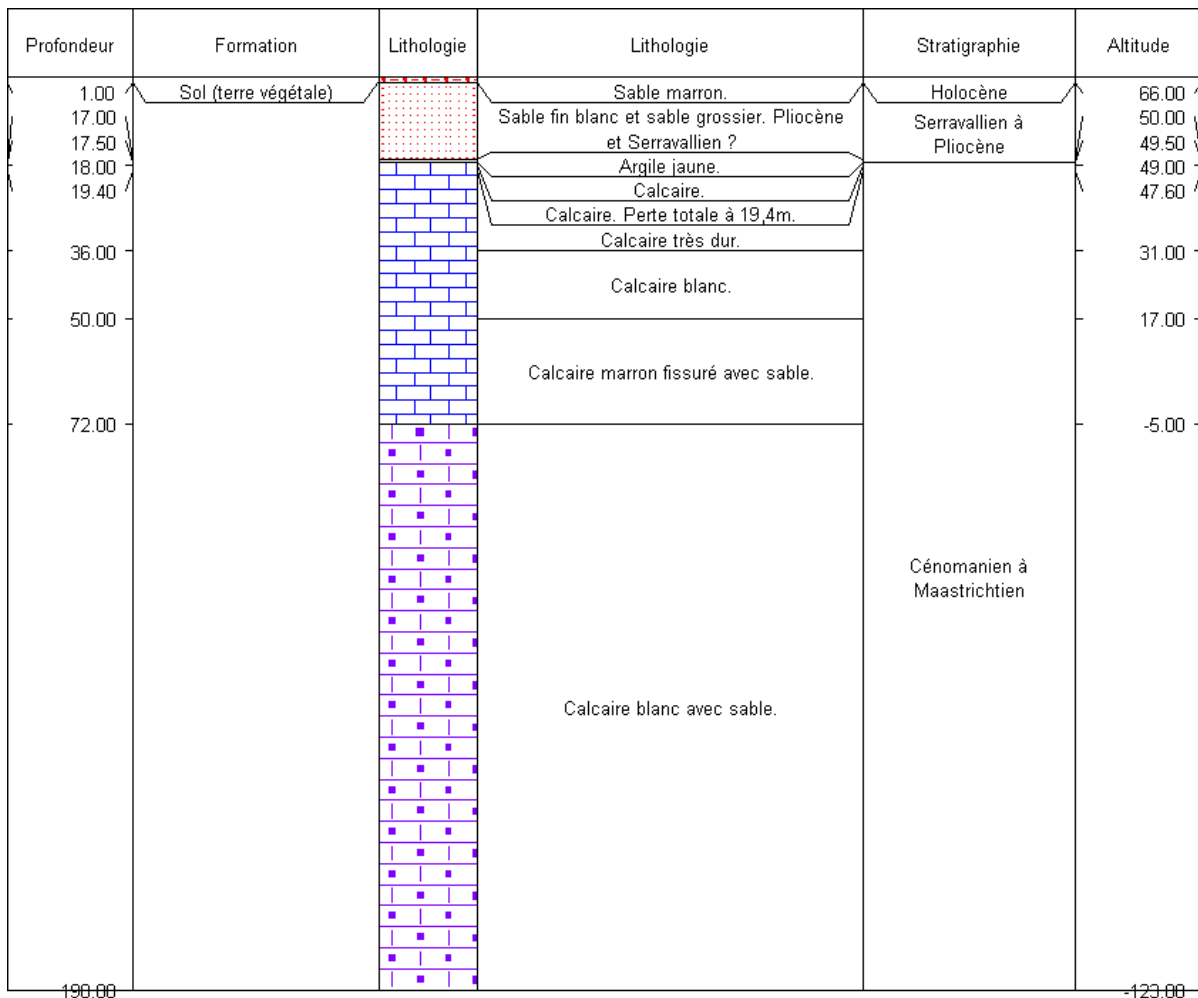 Profondeur Formation Lithologie Lithologie Stratigraphie Altitude
1.00 Sol (terre végétale) Sable marron. Holocène 66.00
17.00 Sable fin blanc et sable grossier. Pliocène Serravallien à 50.00
17.50 et Serravallien ? Pliocène 49.50
18.00 Argile jaune. 49.00
19.40 Calcaire. 47.60
Calcaire. Perte totale à 19,4m.
Calcaire très dur.
36.00 31.00
Calcaire blanc.
50.00 17.00
Calcaire marron fissuré avec sable.
72.00 -5.00
Cénomanien à
Maastrichtien
Calcaire blanc avec sable.
190.00 -123.00